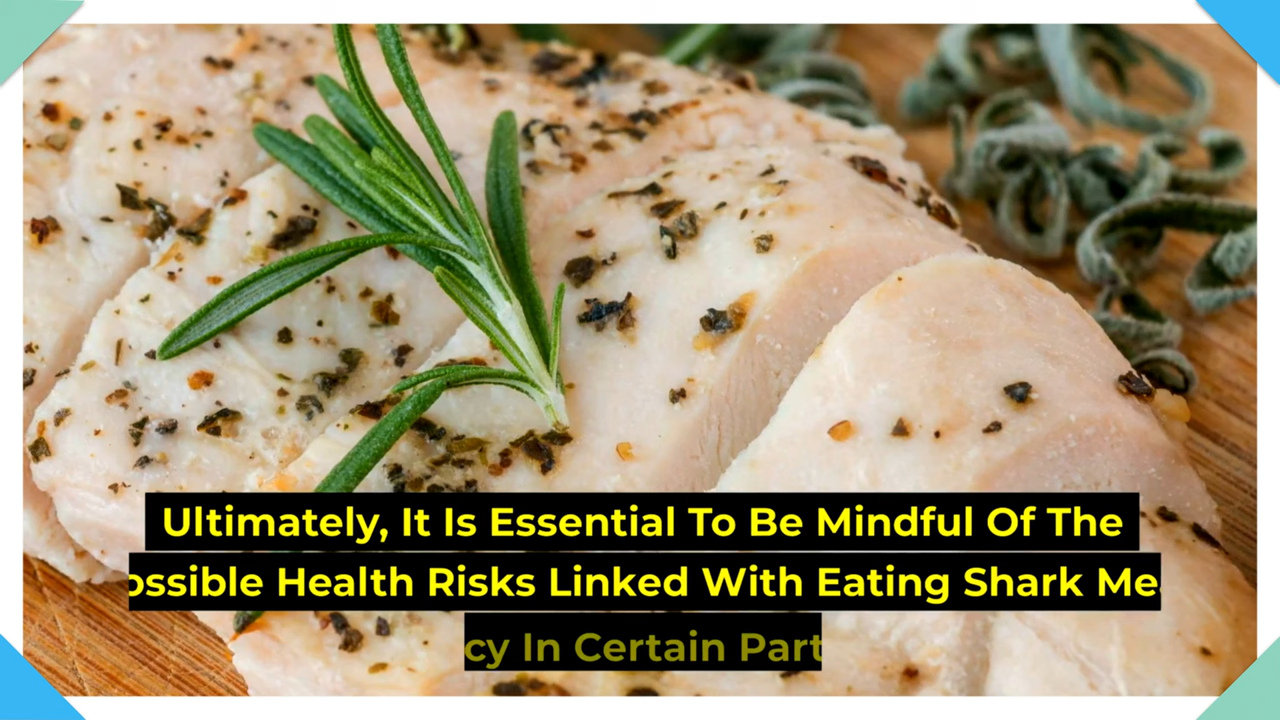 Ultimately, It Is Essential To Be Mindful Of The
ossible Health Risks Linked With Eating Shark Me
cy In Certain Part